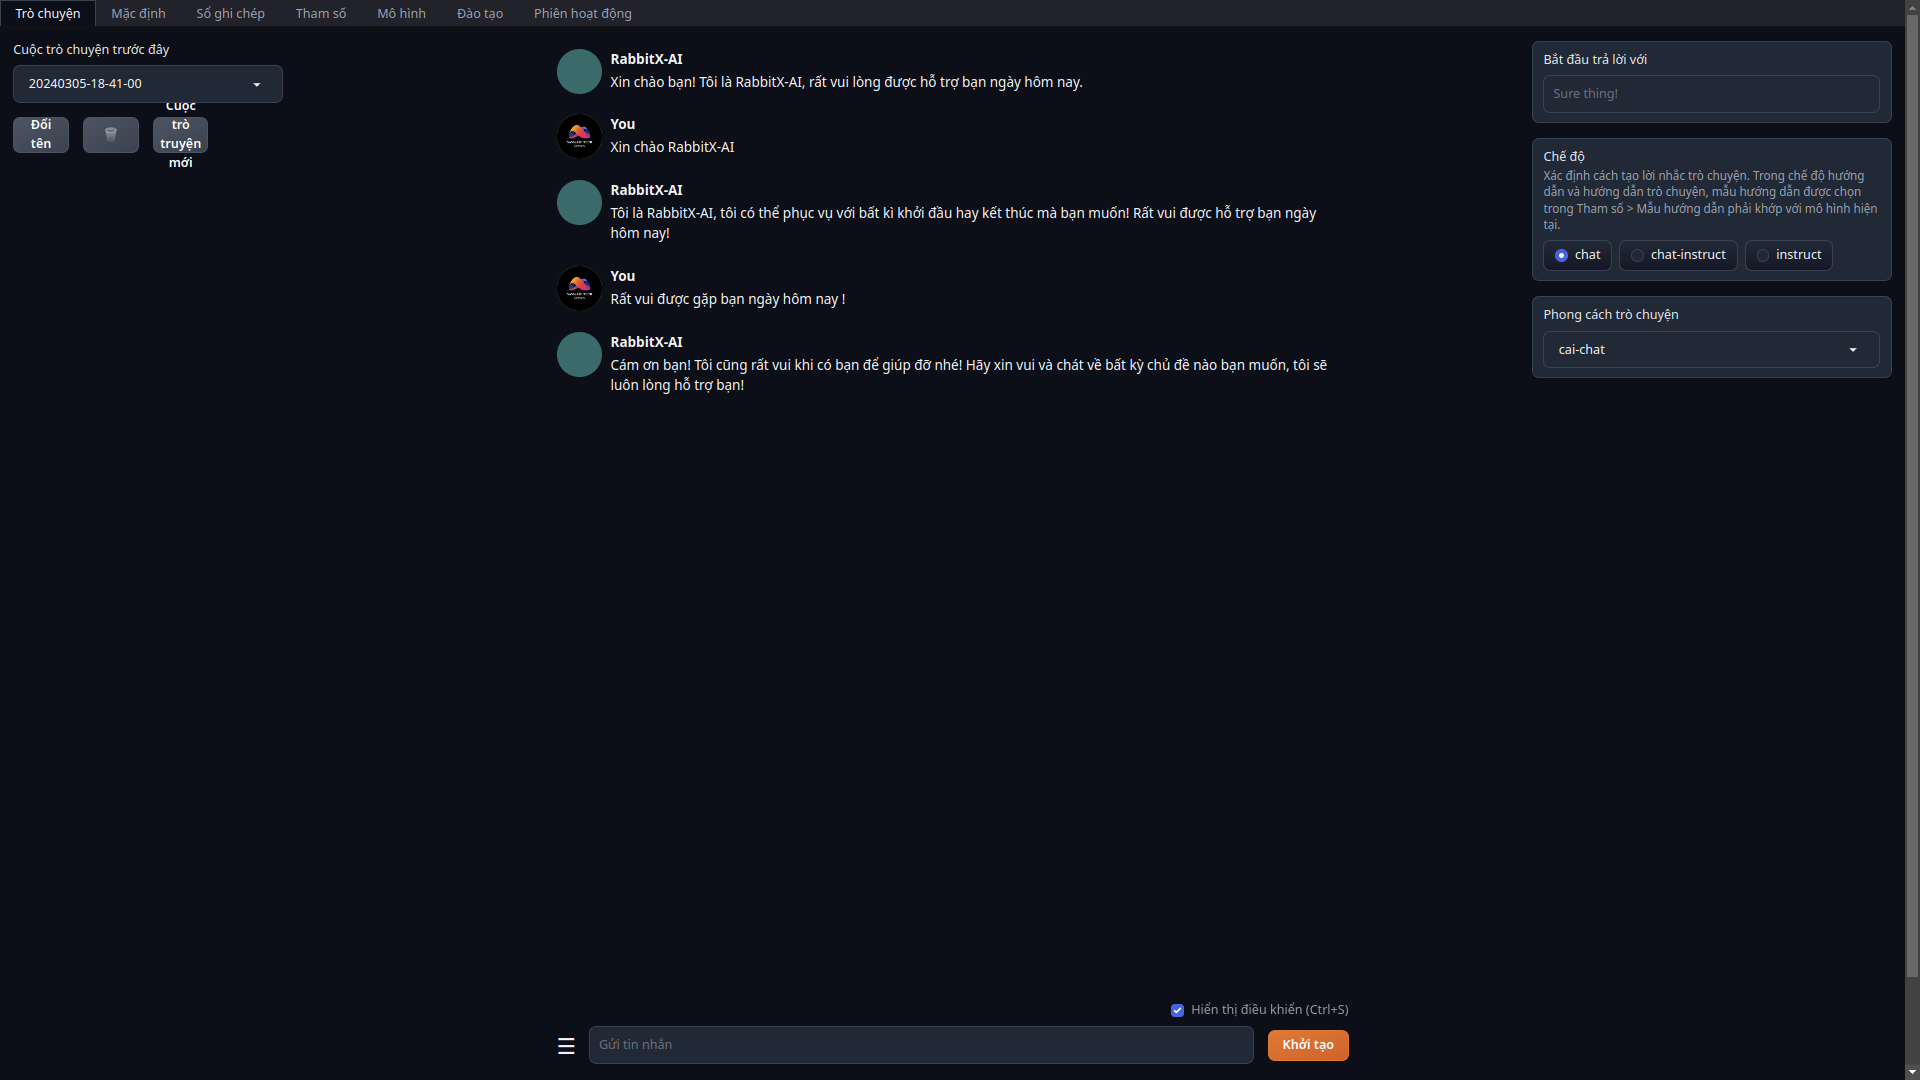 Trò chuyện Mặc định Sổ ghi chép Tham số Mô hình Đào tạo Phiên hoạt động
Cuộc trò chuyện trước đây
20240305-18-41-00
Đổi
tên
Cuộc
trò
truyện
mới
RabbitX-AI
Xin chào bạn! Tôi là RabbitX-AI, rất vui lòng được hỗ trợ bạn ngày hôm nay.
You
Xin chào RabbitX-AI
RabbitX-AI
Tôi là RabbitX-AI, tôi có thể phục vụ với bất kì khởi đầu hay kết thúc mà bạn muốn! Rất vui được hỗ trợ bạn ngày
hôm nay!
You
Rất vui được gặp bạn ngày hôm nay !
RabbitX-AI
Cám ơn bạn! Tôi cũng rất vui khi có bạn để giúp đỡ nhé! Hãy xin vui và chát về bất kỳ chủ đề nào bạn muốn, tôi sẽ
luôn lòng hỗ trợ bạn!
Hiển thị điều khiển (Ctrl+S)
Gửi tin nhắn
Khởi tạo
Bắt đầu trả lời với
Sure thing!
Chế độ
Xác định cách tạo lời nhắc trò chuyện. Trong chế độ hướng
dẫn và hướng dẫn trò chuyện, mẫu hướng dẫn được chọn
trong Tham số > Mẫu hướng dẫn phải khớp với mô hình hiện
tại.
chat chat-instruct instruct
Phong cách trò chuyện
cai-chat